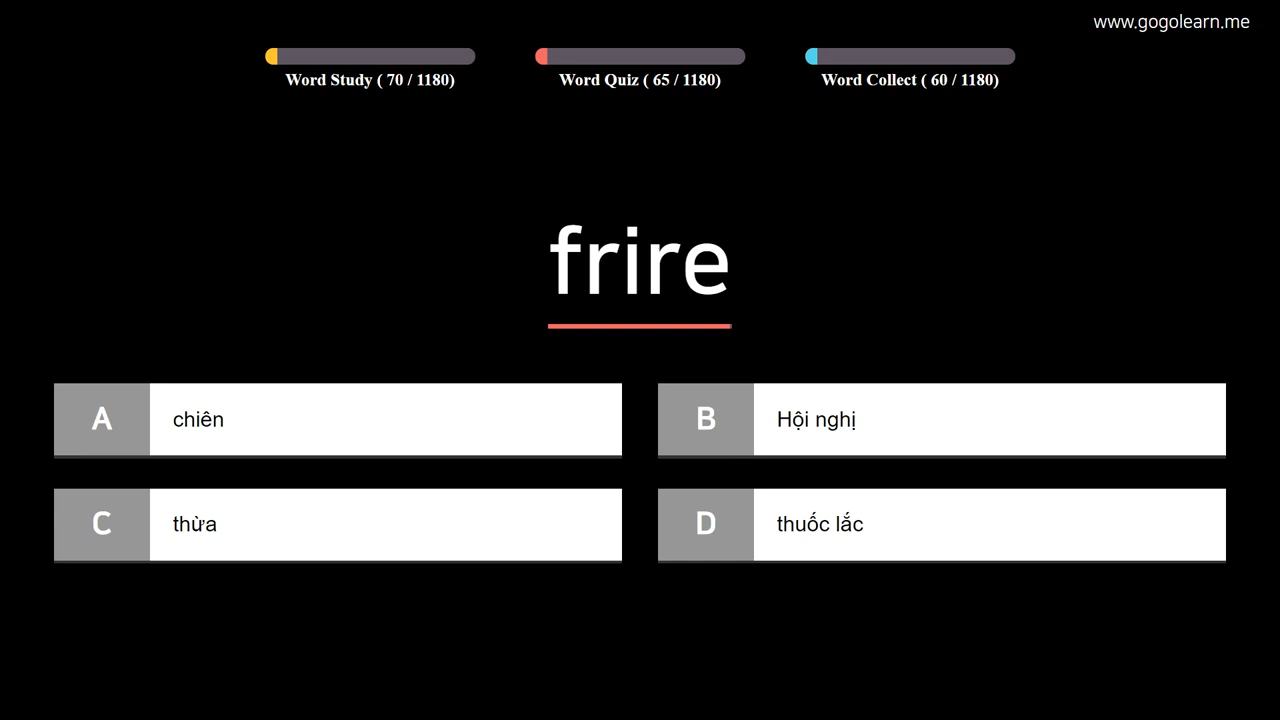 www.gogolearn.me
Word Study ( 70 / 1180)
Word Quiz ( 65 / 1180)
Word Collect ( 60 / 1180)
frire
A chiên
B Hội nghị
C thừa
D thuốc lắc